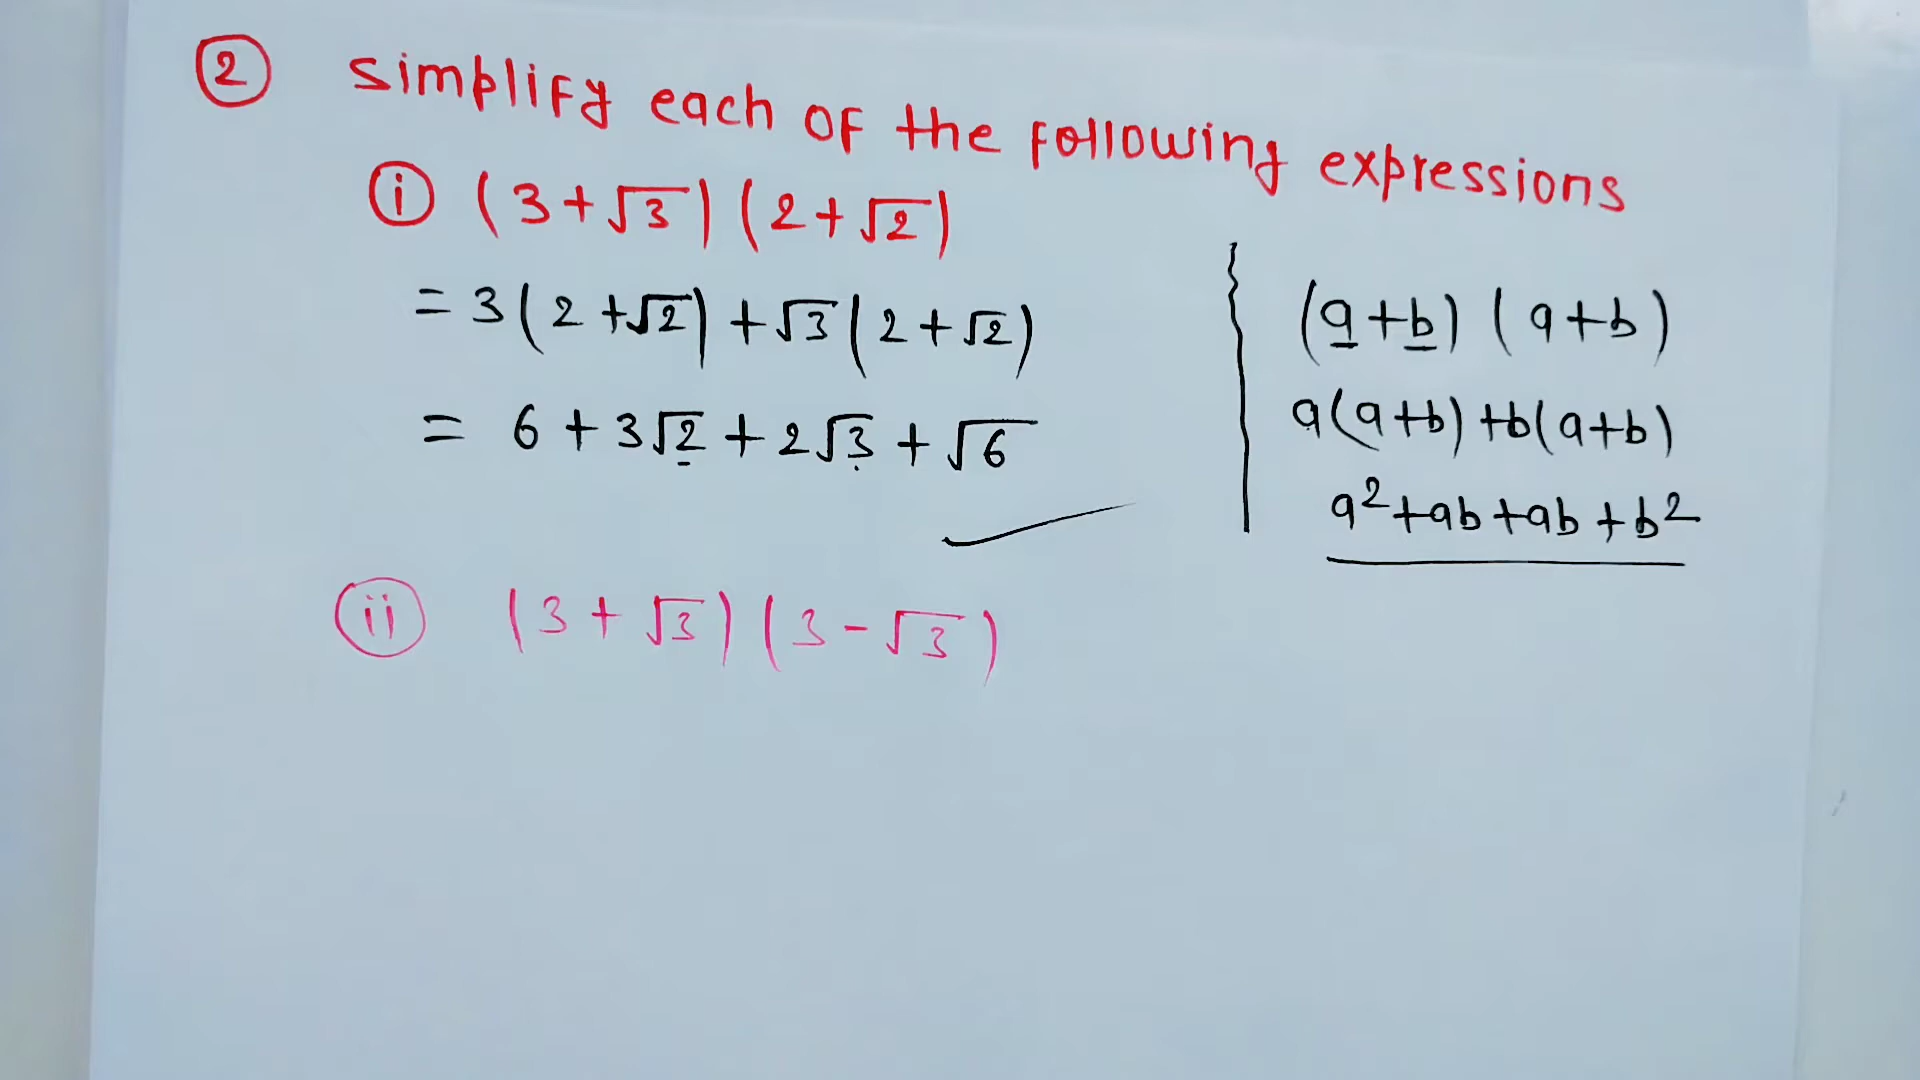 ② Simplify each of the following expressions
ⓘ (3+√3) (2+√2)
= 3(2+√2) + √3(2+√2)
= 6 + 3√2 + 2√3 + √6
(a+b) (a+b)
a(a+b) +b(a+b)
a²+ab+ab+b²
ⓘⓘ (3+√3) (3-√3)